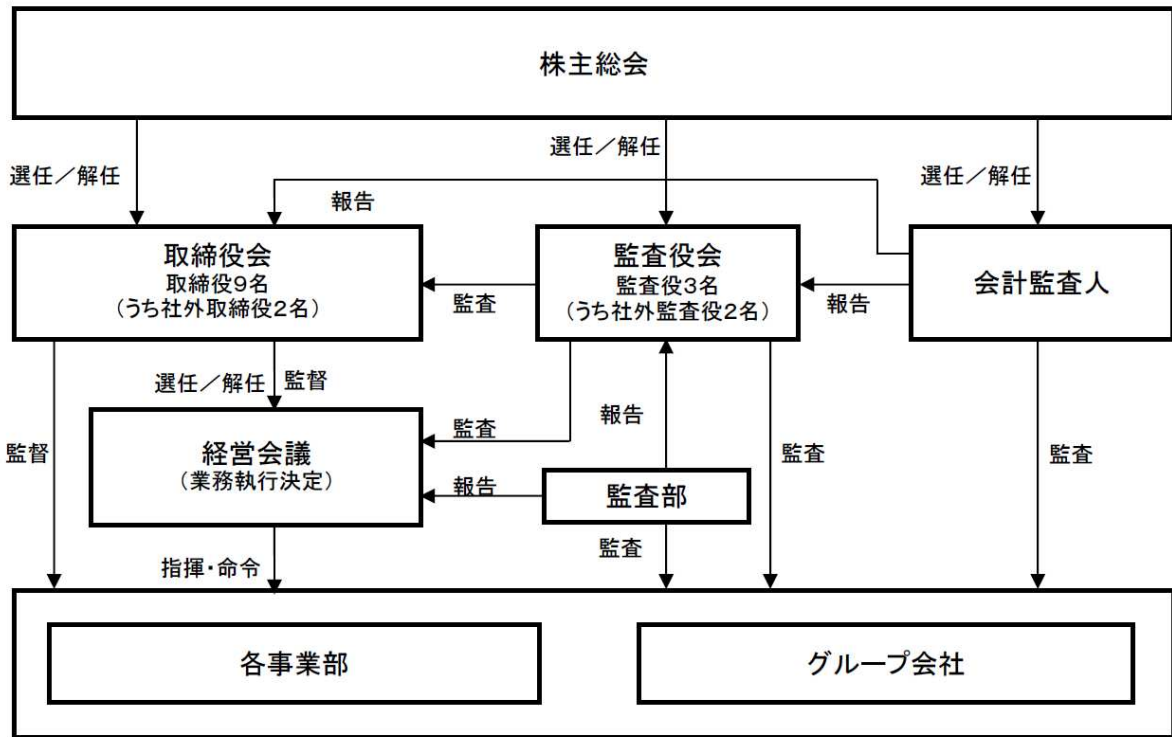 株主総会
選任／解任
選任／解任
選任／解任
報告
取締役会
取締役9名
（うち社外取締役2名）
監査
監査役会
監査役3名
（うち社外監査役2名）
報告
会計監査人
選任／解任
監督
監督
経営会議
（業務執行決定）
監査
報告
報告
監査部
監査
監査
監査
指揮・命令
各事業部
グループ会社